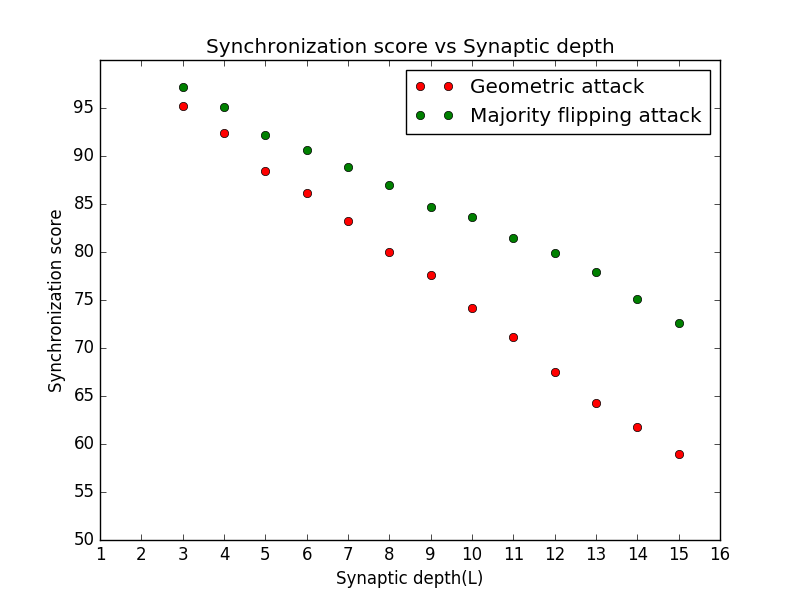 Synchronization score vs Synaptic depth
Geometric attack
Majority flipping attack
Synchronization score
95
90
85
80
75
70
65
60
55
50
1 2 3 4 5 6 7 8 9 10 11 12 13 14 15 16
Synaptic depth(L)